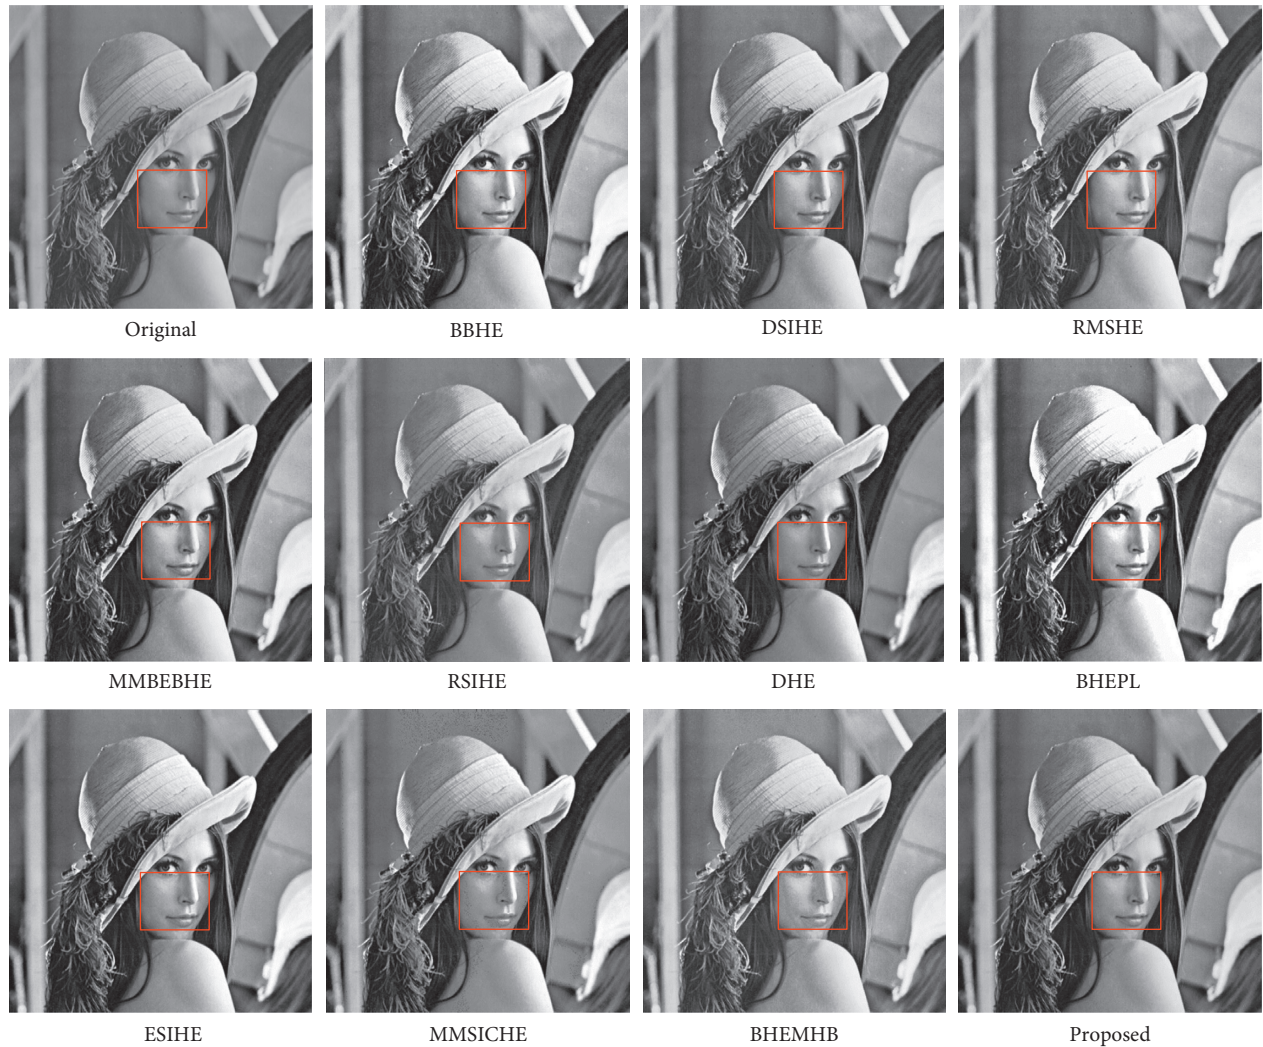 Original
BBHE
DSIHE
RMSHE
MMBEBHE
RSIHE
DHE
BHEPL
ESIHE
MMSICHE
BHEMHB
Proposed